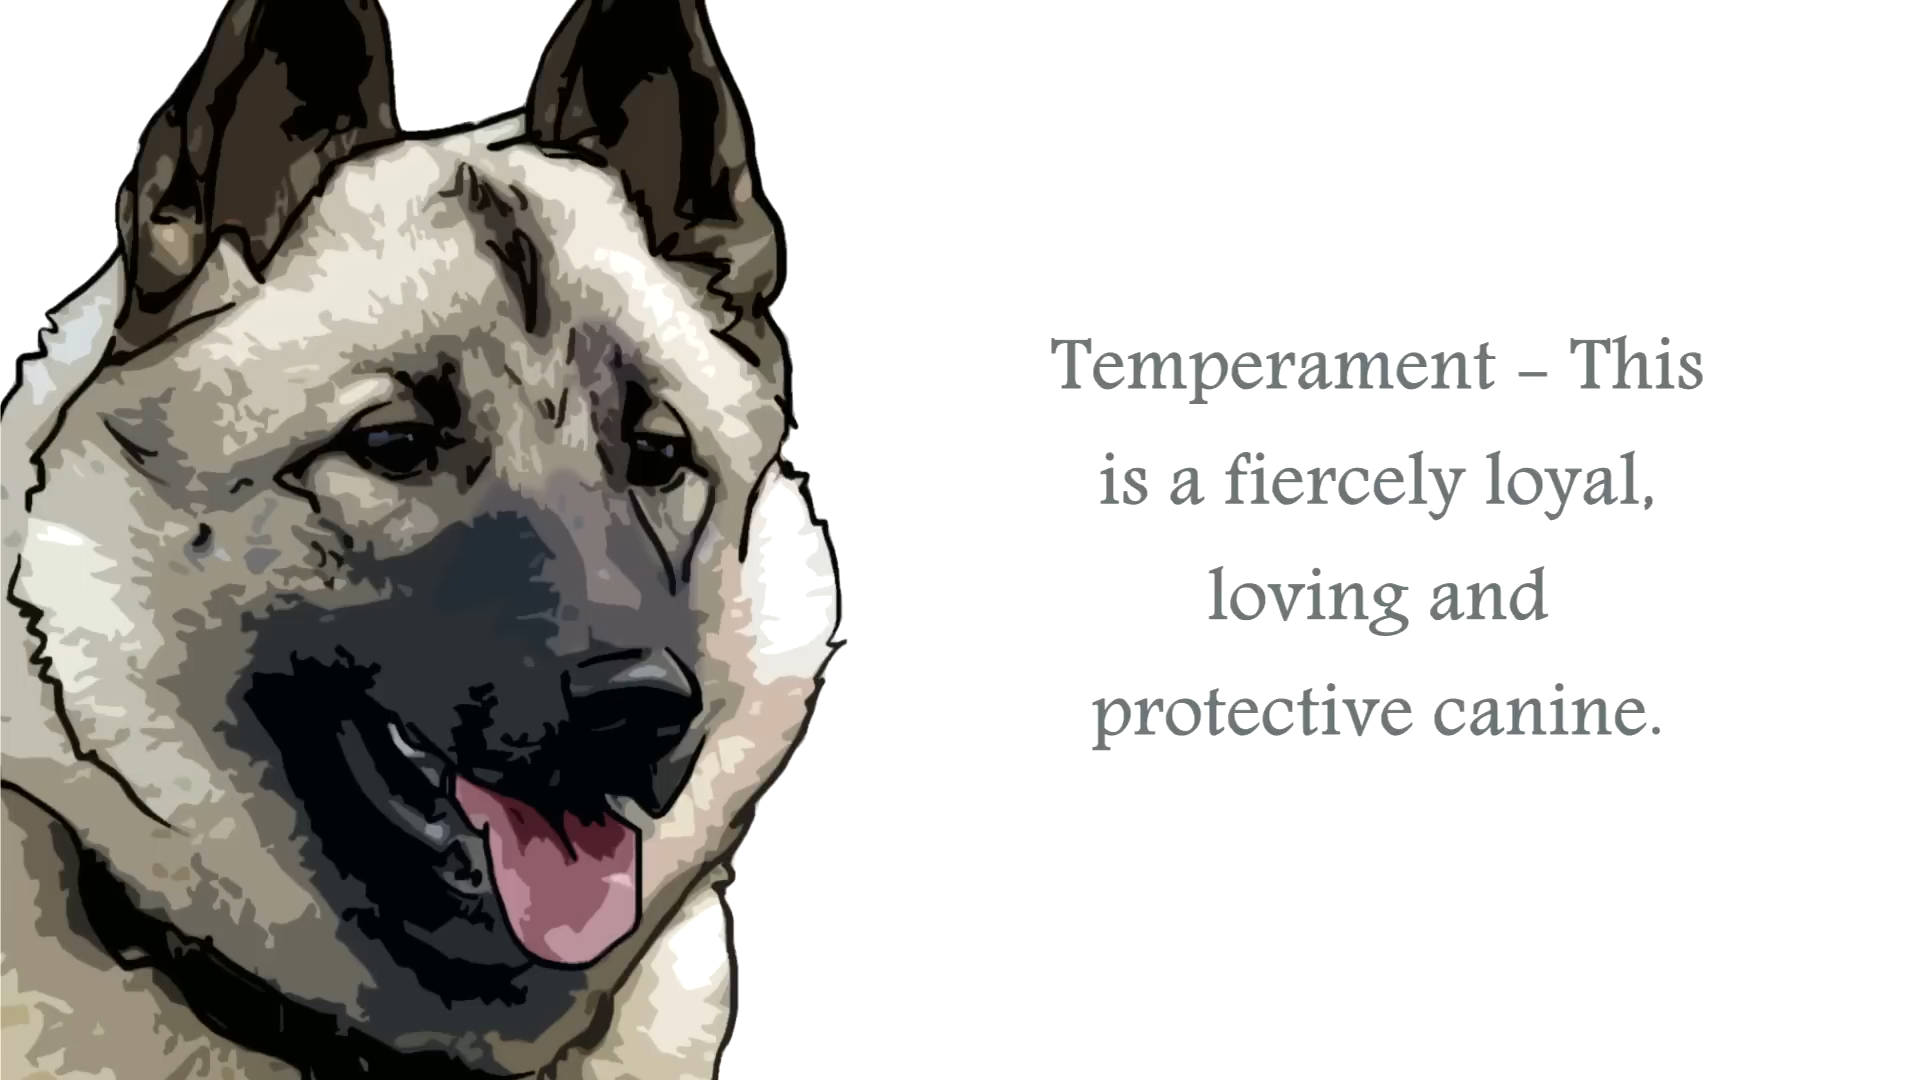 Temperament – This
is a fiercely loyal,
loving and
protective canine.